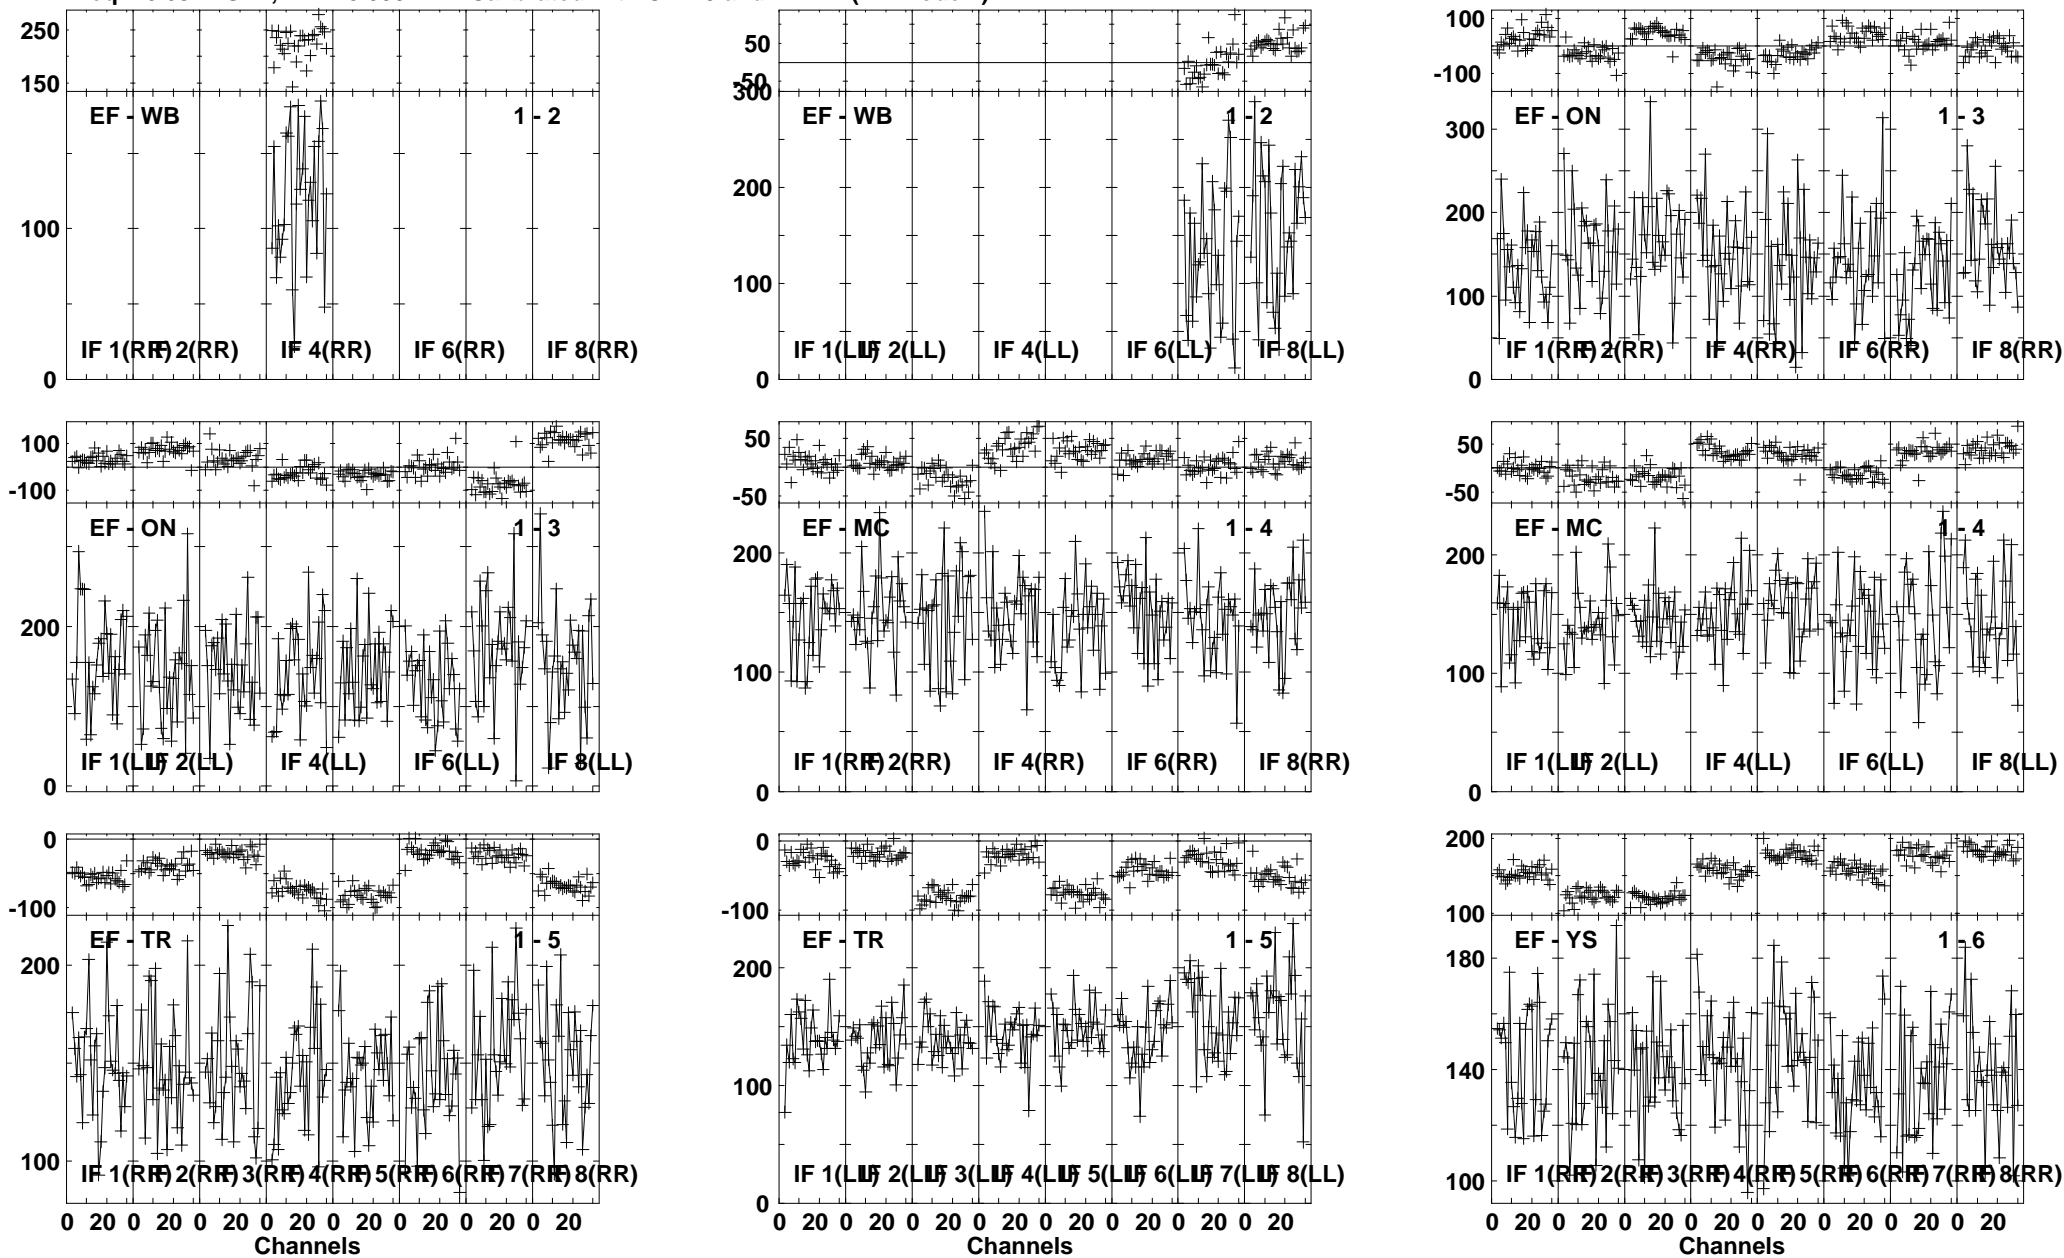 250
150
EF - WB 1 - 2
100
0
IF 1(RR) IF 2(RR) IF 4(RR) IF 6(RR) IF 8(RR)
50
-50
300
EF - WB 1 - 2
200
100
0
IF 1(LL) IF 2(LL) IF 4(LL) IF 6(LL) IF 8(LL)
100
-100
EF - ON 1 - 3
300
200
100
0
IF 1(RR) IF 2(RR) IF 4(RR) IF 6(RR) IF 8(RR)
100
-100
EF - ON 1 - 3
200
0
IF 1(LL) IF 2(LL) IF 4(LL) IF 6(LL) IF 8(LL)
50
-50
EF - MC 1 - 4
200
100
0
IF 1(RR) IF 2(RR) IF 4(RR) IF 6(RR) IF 8(RR)
50
-50
EF - MC 1 - 4
200
100
0
IF 1(LL) IF 2(LL) IF 4(LL) IF 6(LL) IF 8(LL)
0
-100
EF - TR 1 - 5
200
100
IF 1(RR) IF 2(RR) IF 3(RR) IF 4(RR) IF 5(RR) IF 6(RR) IF 7(RR) IF 8(RR)
0 20 0 20 0 20 0 20 0 20 0 20 0 20 0 20
Channels
0
-100
EF - TR 1 - 5
200
100
0
IF 1(LL) IF 2(LL) IF 3(LL) IF 4(LL) IF 5(LL) IF 6(LL) IF 7(LL) IF 8(LL)
0 20 0 20 0 20 0 20 0 20 0 20 0 20 0 20
Channels
200
100
EF - YS 1 - 6
180
140
100
IF 1(RR) IF 2(RR) IF 3(RR) IF 4(RR) IF 5(RR) IF 6(RR) IF 7(RR) IF 8(RR)
0 20 0 20 0 20 0 20 0 20 0 20 0 20 0 20
Channels